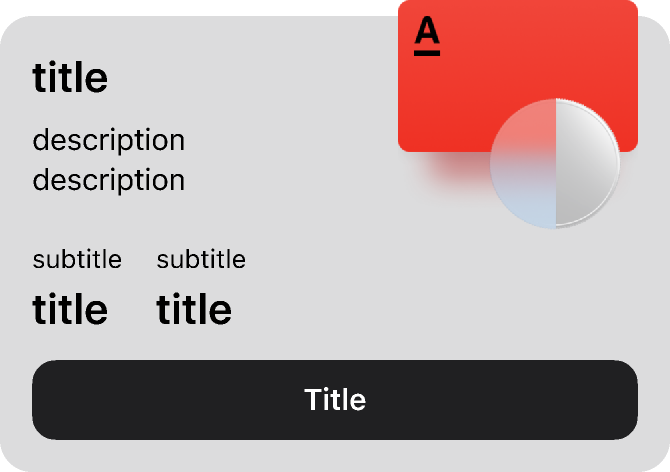 A
title
description
description
subtitle subtitle
title title
Title